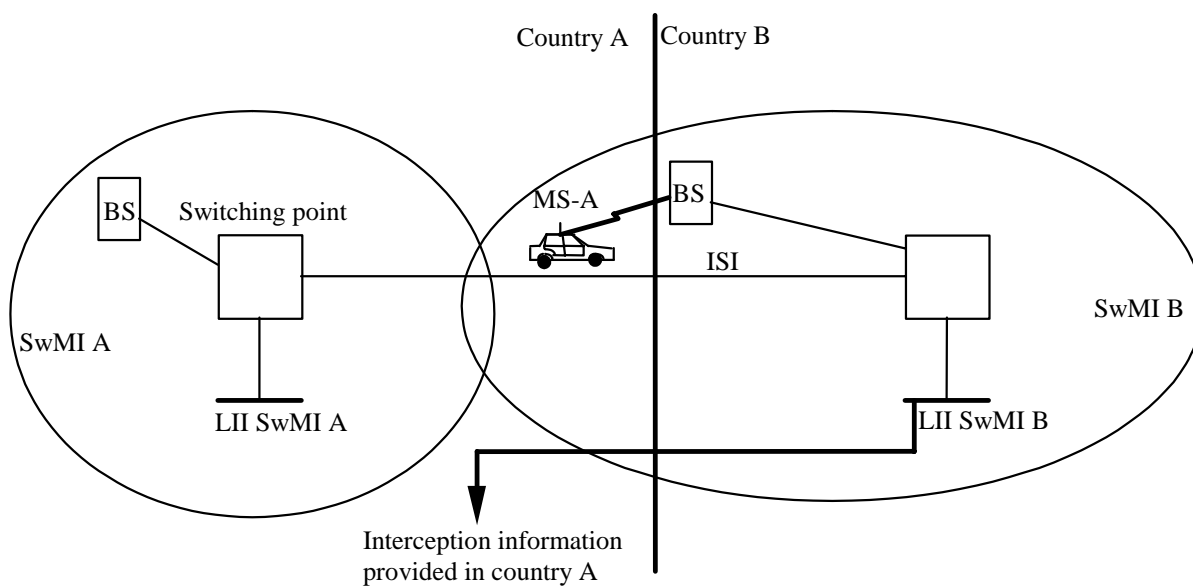 Country A
Country B
BS
Switching point
MS-A
BS
ISI
SwMI A
SwMI B
LII SwMI A
LII SwMI B
Interception information
provided in country A